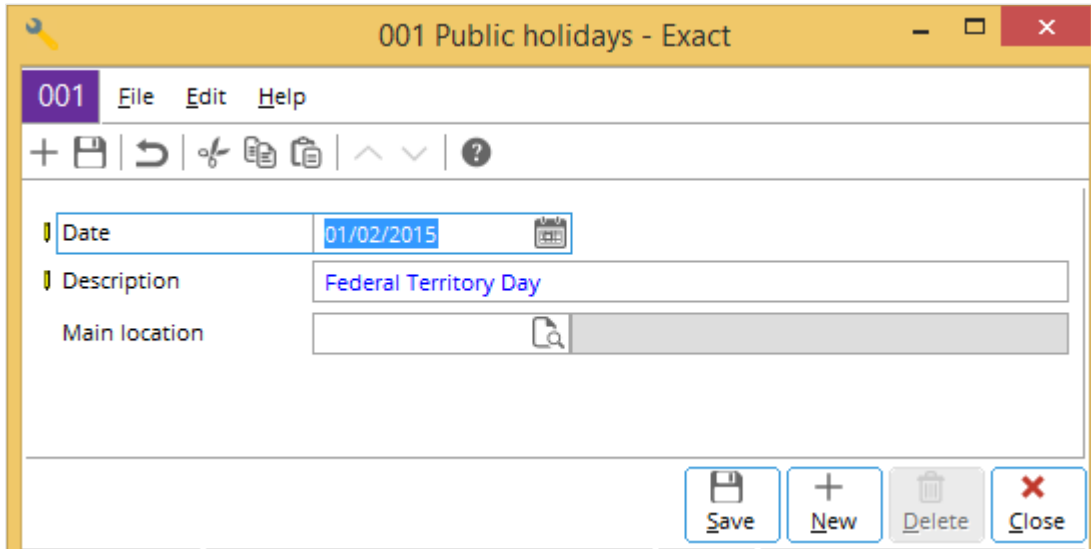 001 Public holidays - Exact
001 File Edit Help
Date 01/02/2015
Description Federal Territory Day
Main location
Save New Delete Close